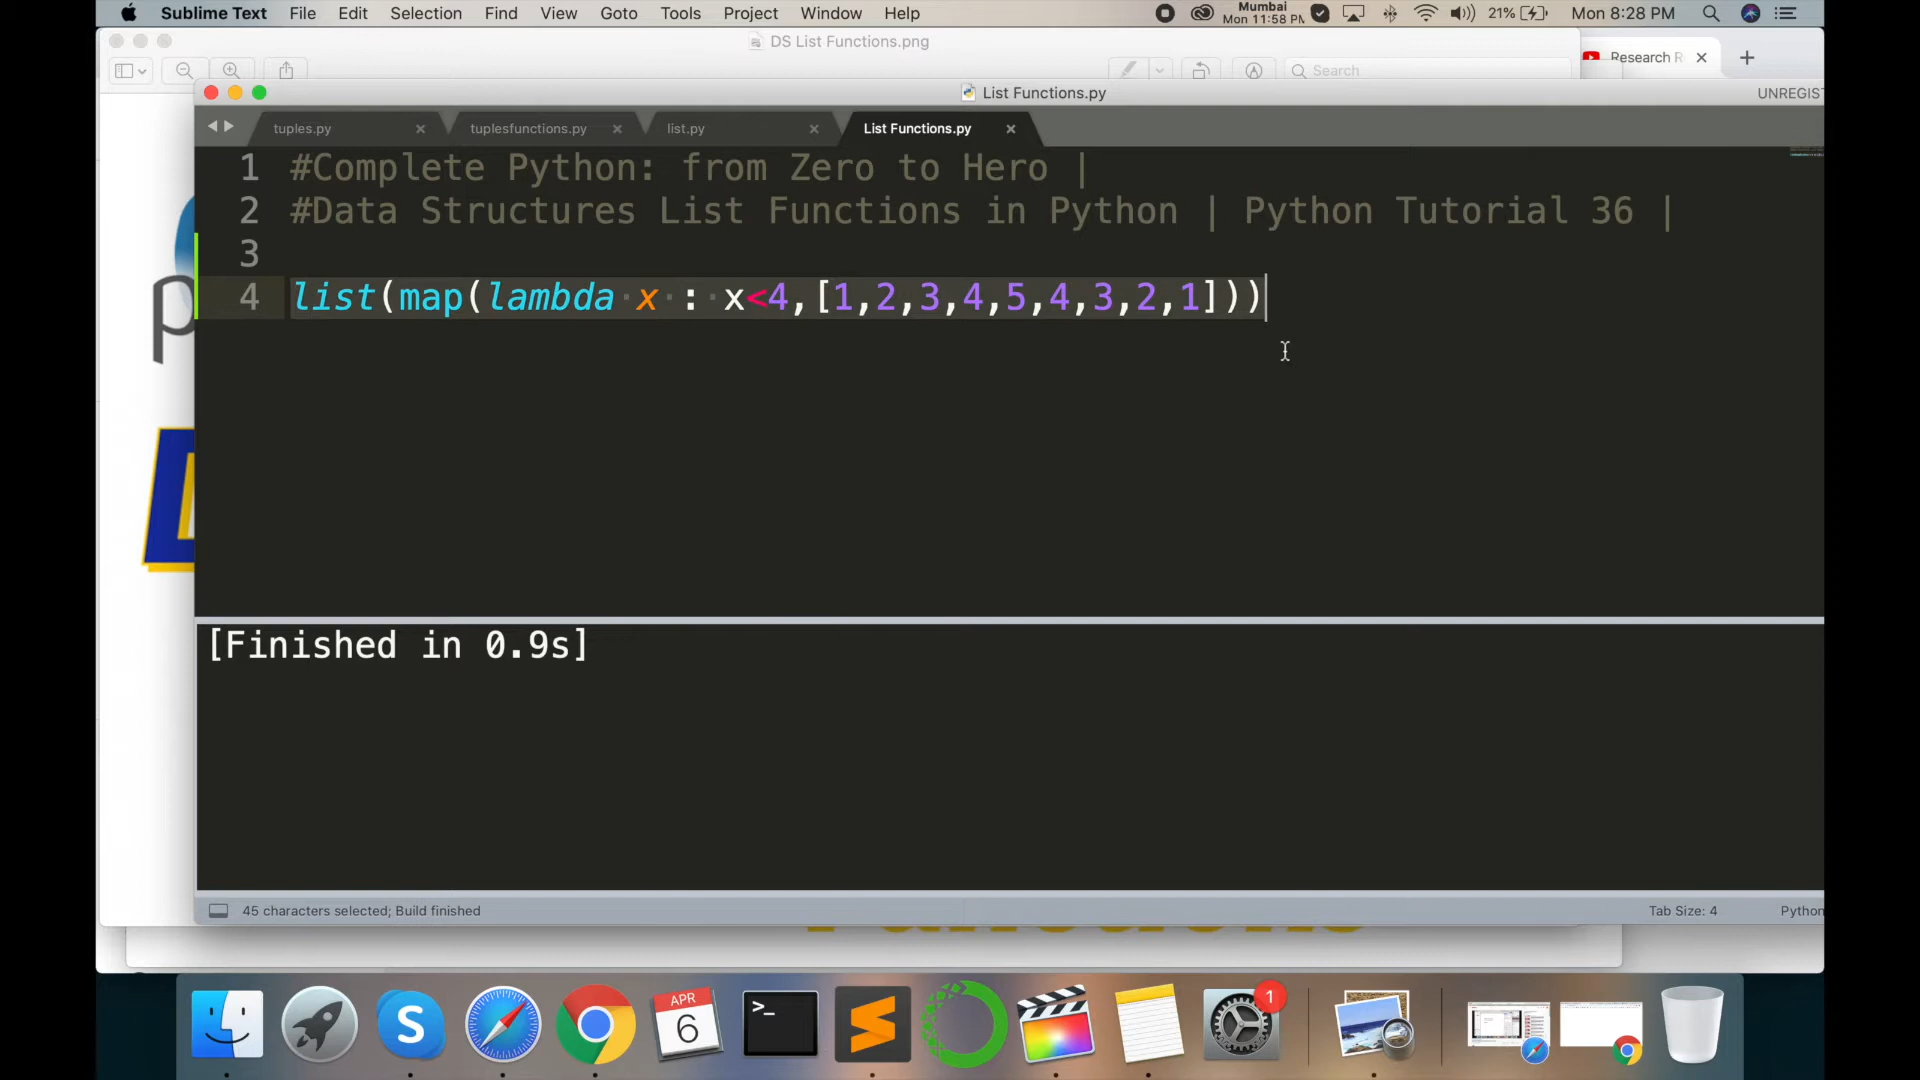 Sublime Text File Edit Selection Find View Goto Tools Project Window Help Mumbai Mon 11:58 PM 21% Mon 8:28 PM
DS List Functions.png
Search
Research R
List Functions.py
UNREGIST
tuples.py tuplesfunctions.py list.py List Functions.py
1 #Complete Python: from Zero to Hero |
2 #Data Structures List Functions in Python | Python Tutorial 36 |
3
4 list(map(lambda x : x<4,[1,2,3,4,5,4,3,2,1]))
[Finished in 0.9s]
45 characters selected; Build finished
Tab Size: 4 Python
APR
6
S
>_
1